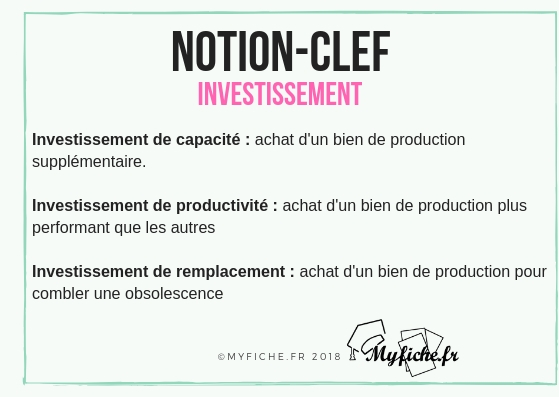 NOTION-CLEF
INVESTISSEMENT
Investissement de capacité : achat d'un bien de production
supplémentaire.
Investissement de productivité : achat d'un bien de production plus
performant que les autres
Investissement de remplacement : achat d'un bien de production pour
combler une obsolescence
©MYFICHE.FR 2018 Myfiche.fr